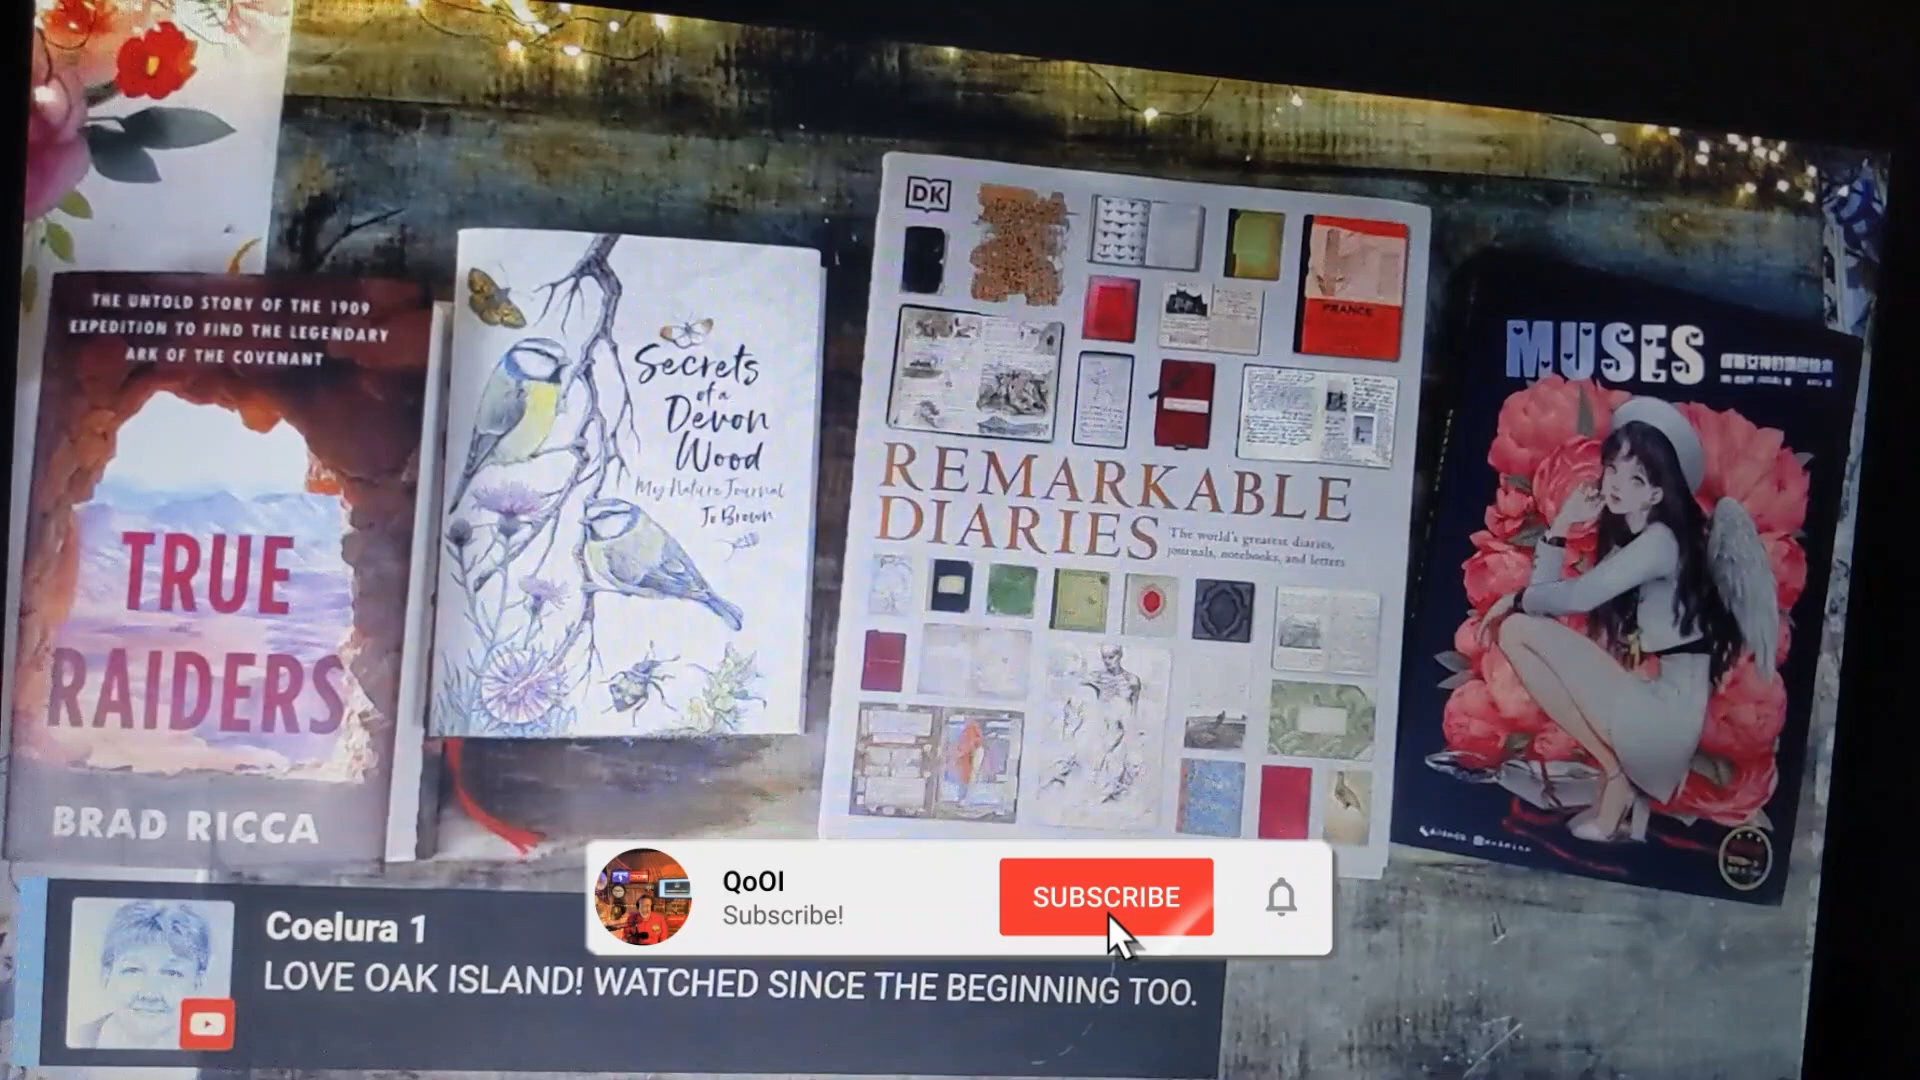 THE UNTOLD STORY OF THE 1909
EXPEDITION TO FIND THE LEGENDARY
ARK OF THE COVENANT
TRUE
RAIDERS
BRAD RICCA
Secrets
of a
Devon
Wood
My Nature Journal
Jo Brown
DK
FRANCE
REMARKABLE
DIARIES
The world's greatest diaries,
journals, notebooks, and letters
MUSES
QoOl
Subscribe!
SUBSCRIBE
Coelura 1
LOVE OAK ISLAND! WATCHED SINCE THE BEGINNING TOO.